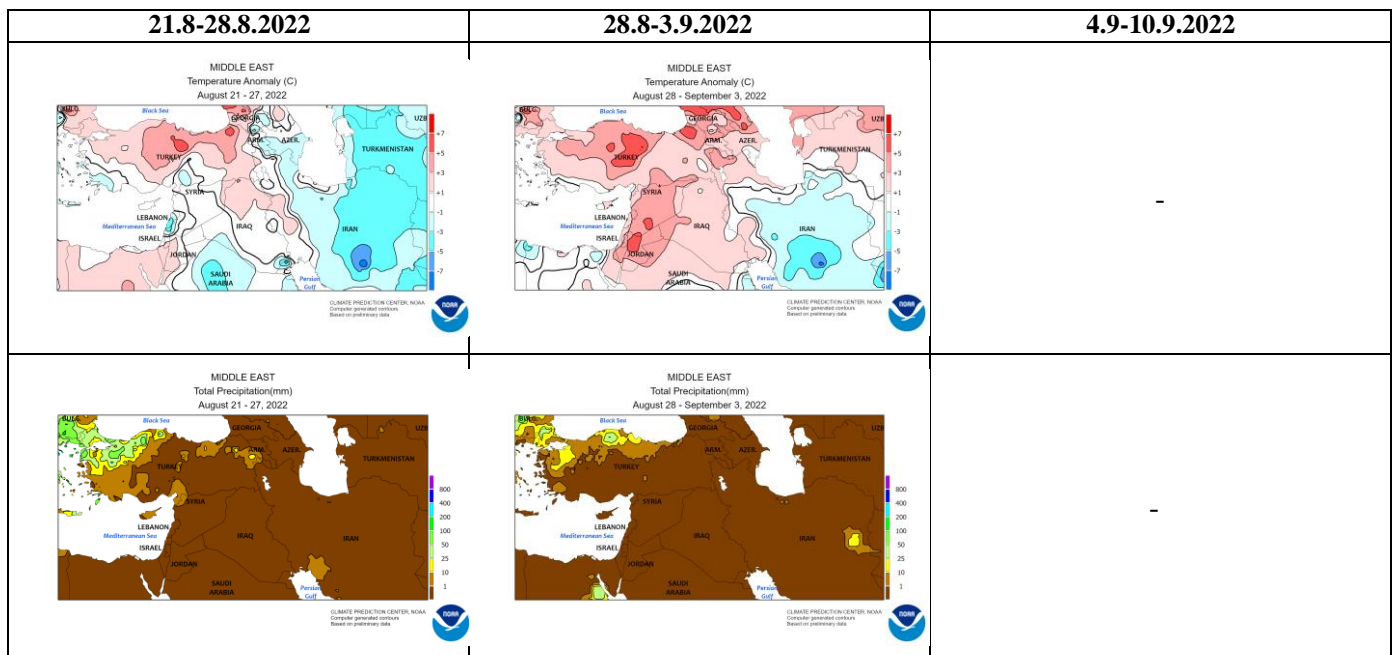 21.8-28.8.2022
28.8-3.9.2022
4.9-10.9.2022
MIDDLE EAST
Temperature Anomaly (C)
August 21 - 27, 2022
BULG.
Black Sea
GEORGIA
UZB
ARM.
AZER.
TURKMENISTAN
TURKEY
SYRIA
LEBANON
Mediterranean Sea
ISRAEL
IRAQ
IRAN
JORDAN
SAUDI
ARABIA
Persian
Gulf
+7
+5
+3
+1
-1
-3
-5
-7
CLIMATE PREDICTION CENTER, NOAA
Computer generated contours
Based on preliminary data
NOAA
MIDDLE EAST
Temperature Anomaly (C)
August 28 - September 3, 2022
BULG.
Black Sea
GEORGIA
UZB
ARM.
AZER.
TURKMENISTAN
TURKEY
SYRIA
LEBANON
Mediterranean Sea
ISRAEL
IRAQ
IRAN
JORDAN
SAUDI
ARABIA
Persian
Gulf
+7
+5
+3
+1
-1
-3
-5
-7
CLIMATE PREDICTION CENTER, NOAA
Computer generated contours
Based on preliminary data
NOAA
-
MIDDLE EAST
Total Precipitation(mm)
August 21 - 27, 2022
BULG.
Black Sea
GEORGIA
UZB
ARM.
AZER.
TURKMENISTAN
TURKEY
SYRIA
LEBANON
Mediterranean Sea
ISRAEL
IRAQ
IRAN
JORDAN
SAUDI
ARABIA
Persian
Gulf
800
400
200
100
50
25
10
1
CLIMATE PREDICTION CENTER, NOAA
Computer generated contours
Based on preliminary data
NOAA
MIDDLE EAST
Total Precipitation(mm)
August 28 - September 3, 2022
BULG.
Black Sea
GEORGIA
UZB
ARM.
AZER.
TURKMENISTAN
TURKEY
SYRIA
LEBANON
Mediterranean Sea
ISRAEL
IRAQ
IRAN
JORDAN
SAUDI
ARABIA
Persian
Gulf
800
400
200
100
50
25
10
1
CLIMATE PREDICTION CENTER, NOAA
Computer generated contours
Based on preliminary data
NOAA
-